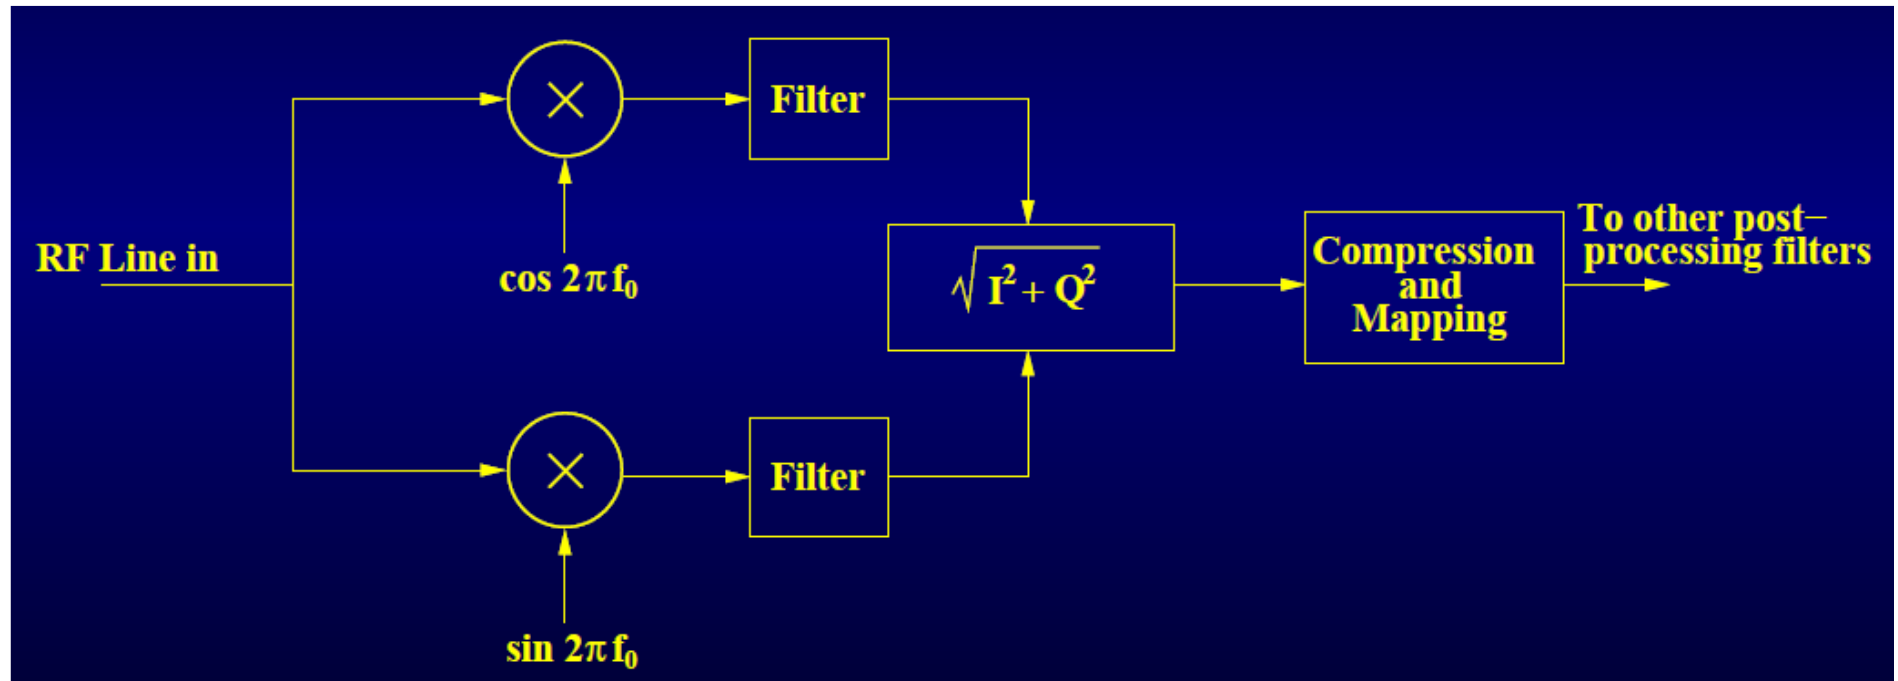 Filter
RF Line in
cos 2π f₀
√I² + Q²
Compression
and
Mapping
To other post–
processing filters
Filter
sin 2π f₀